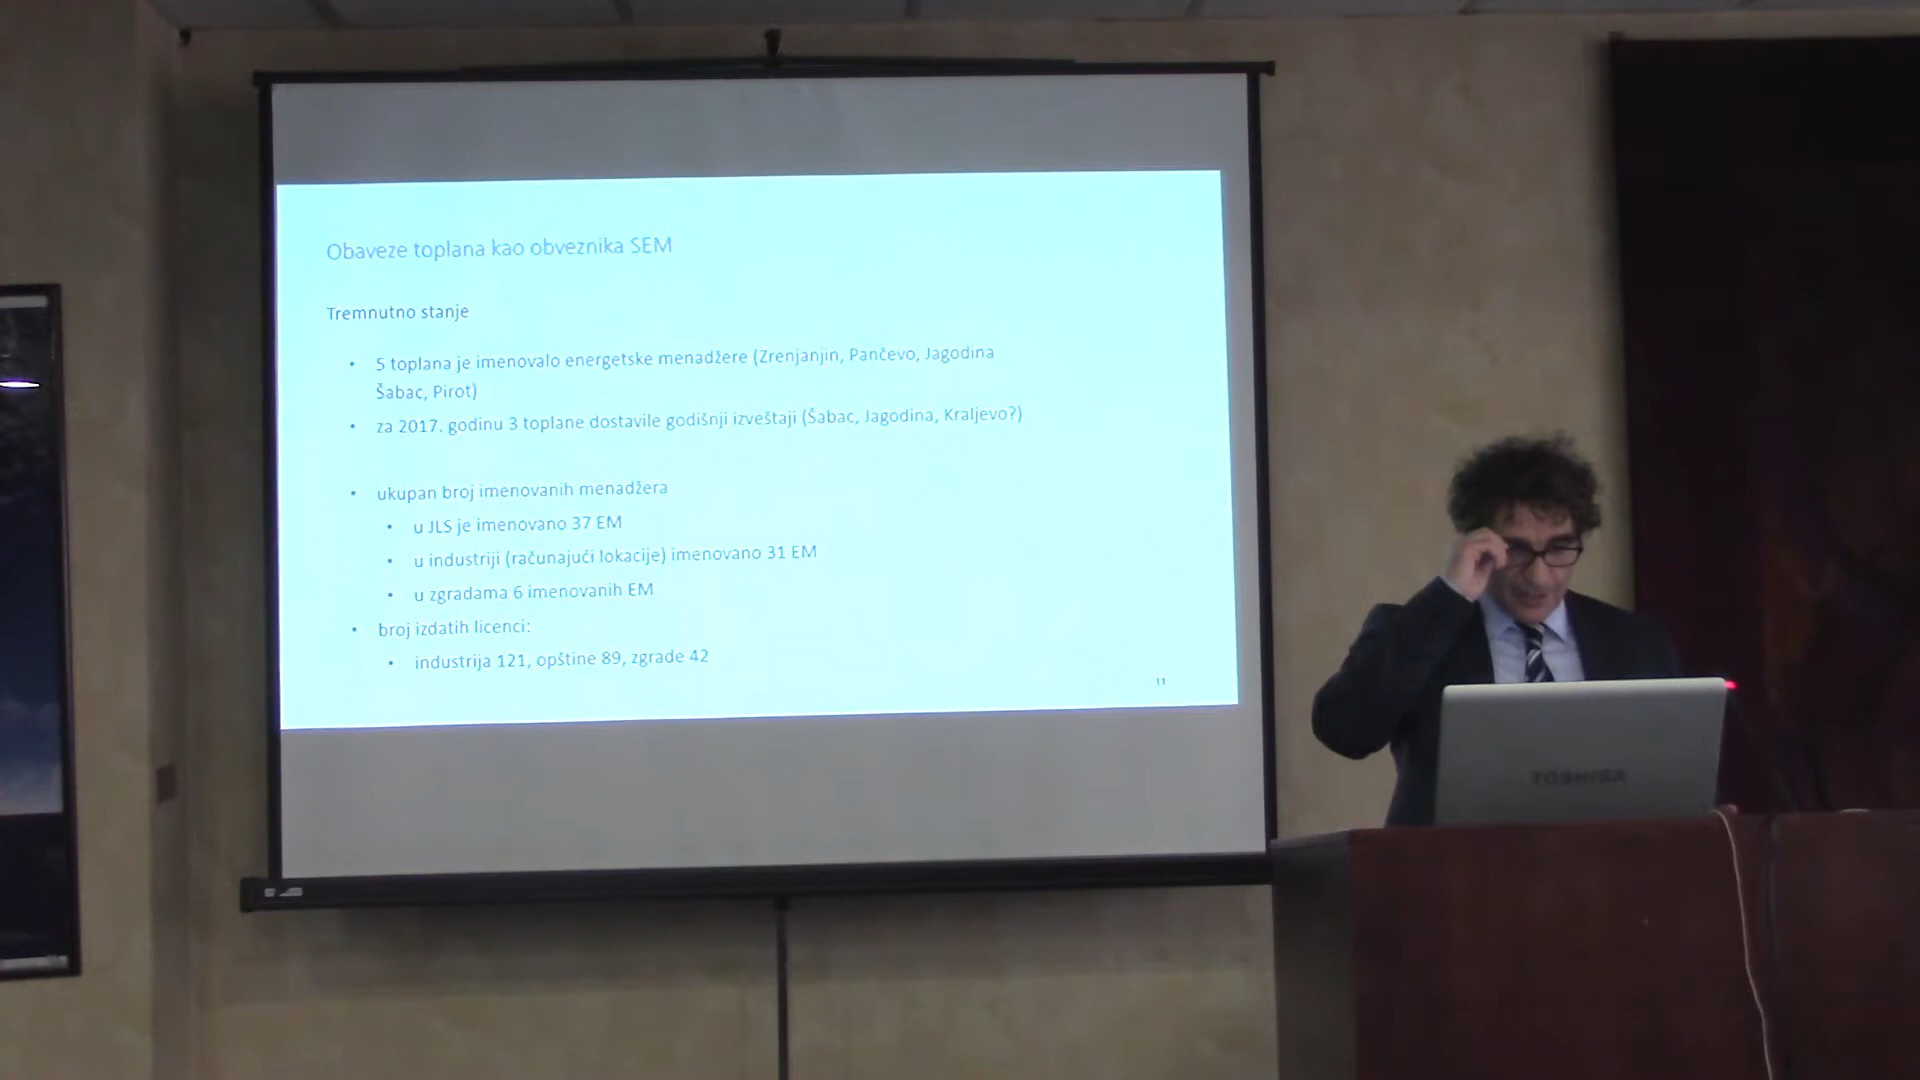 Obaveze toplana kao obveznika SEM
Tremnutno stanje
• 5 toplana je imenovalo energetske menadžere (Zrenjanjin, Pančevo, Jagodina
Šabac, Pirot)
• za 2017. godinu 3 toplane dostavile godišnji izveštaji (Šabac, Jagodina, Kraljevo?)
• ukupan broj imenovanih menadžera
• u JLS je imenovano 37 EM
• u industriji (računajući lokacije) imenovano 31 EM
• u zgradama 6 imenovanih EM
• broj izdatih licenci:
• industrija 121, opštine 89, zgrade 42
11
TOSHIBA